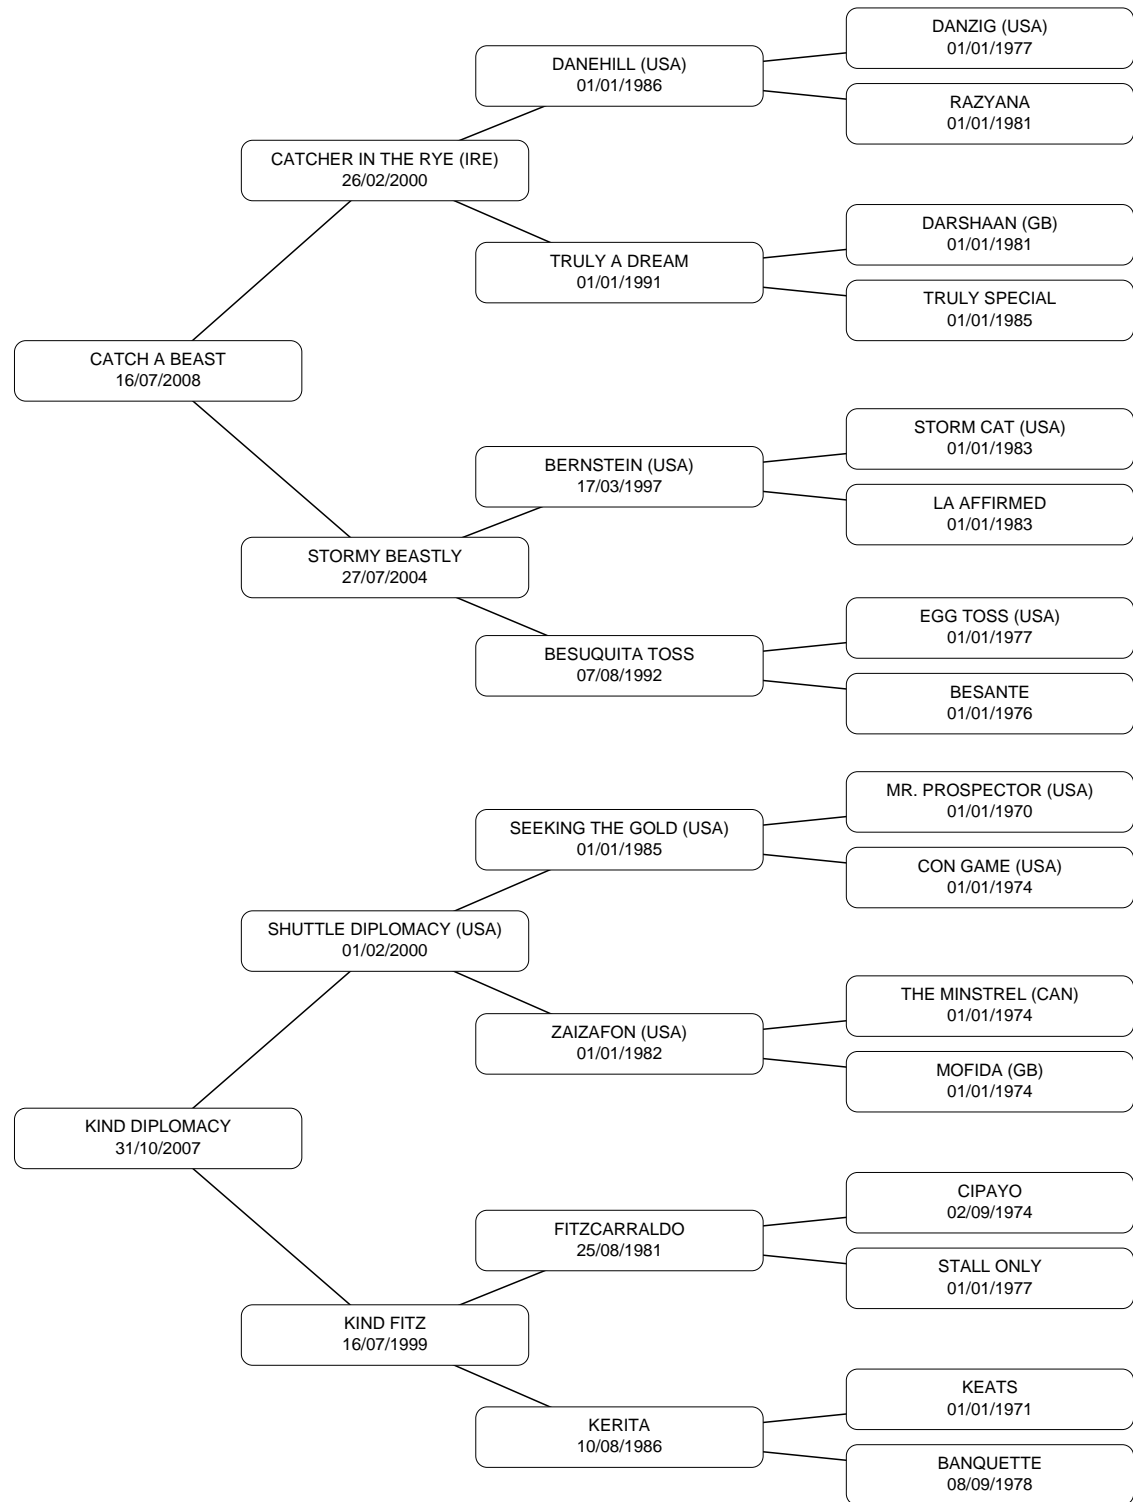 DANZIG (USA)
01/01/1977
DANEHILL (USA)
01/01/1986
RAZYANA
01/01/1981
CATCHER IN THE RYE (IRE)
26/02/2000
DARSHAAN (GB)
01/01/1981
TRULY A DREAM
01/01/1991
TRULY SPECIAL
01/01/1985
CATCH A BEAST
16/07/2008
STORM CAT (USA)
01/01/1983
BERNSTEIN (USA)
17/03/1997
LA AFFIRMED
01/01/1983
STORMY BEASTLY
27/07/2004
EGG TOSS (USA)
01/01/1977
BESUQUITA TOSS
07/08/1992
BESANTE
01/01/1976
MR. PROSPECTOR (USA)
01/01/1970
SEEKING THE GOLD (USA)
01/01/1985
CON GAME (USA)
01/01/1974
SHUTTLE DIPLOMACY (USA)
01/02/2000
THE MINSTREL (CAN)
01/01/1974
ZAIZAFON (USA)
01/01/1982
MOFIDA (GB)
01/01/1974
KIND DIPLOMACY
31/10/2007
CIPAYO
02/09/1974
FITZCARRALDO
25/08/1981
STALL ONLY
01/01/1977
KIND FITZ
16/07/1999
KEATS
01/01/1971
KERITA
10/08/1986
BANQUETTE
08/09/1978